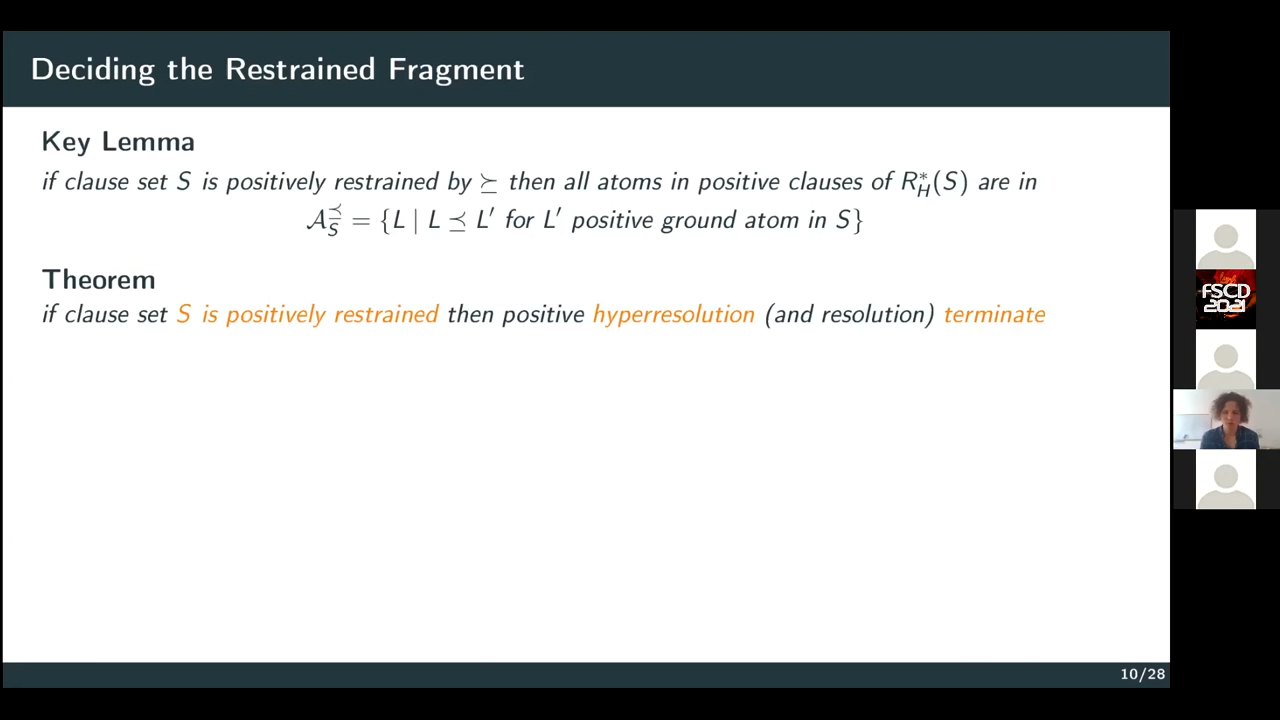 Deciding the Restrained Fragment
Key Lemma
if clause set S is positively restrained by ⪰ then all atoms in positive clauses of R*_H(S) are in
𝒜_S^⪯ = {L | L ⪯ L′ for L′ positive ground atom in S}
Theorem
if clause set S is positively restrained then positive hyperresolution (and resolution) terminate
10/28
FSCD
2021